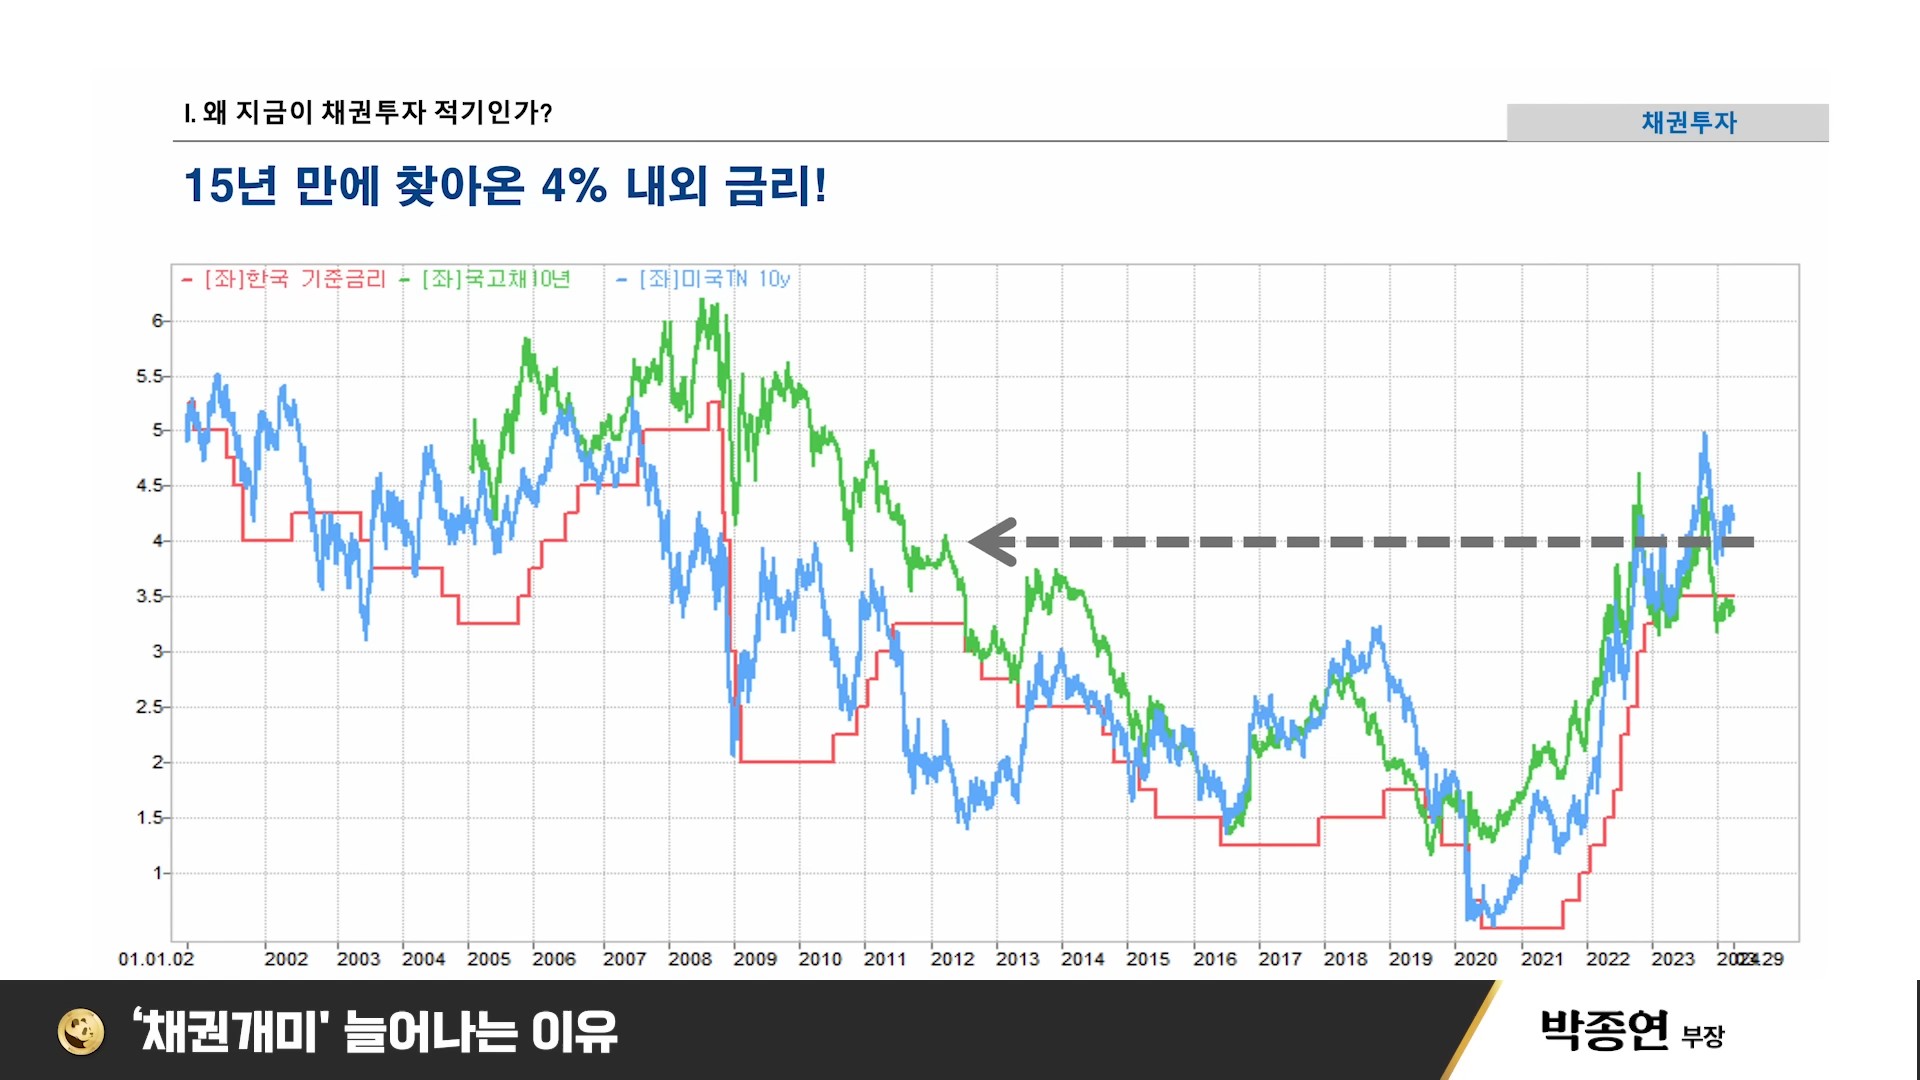 I. 왜 지금이 채권투자 적기인가?
채권투자
15년 만에 찾아온 4% 내외 금리!
[좌]한국 기준금리 [좌]국고채10년 [좌]미국TN 10y
6
5.5
5
4.5
4
3.5
3
2.5
2
1.5
1
01.01.02 2002 2003 2004 2005 2006 2007 2008 2009 2010 2011 2012 2013 2014 2015 2016 2017 2018 2019 2020 2021 2022 2023
'채권개미' 늘어나는 이유
박종연 부장